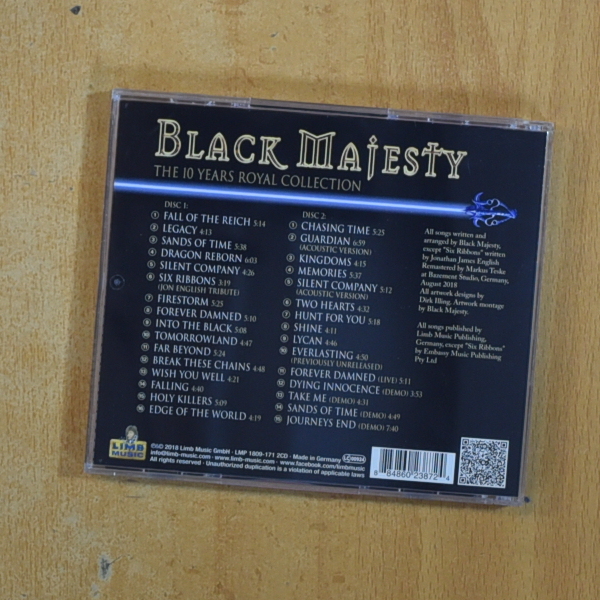 BLACK MAJESTY
THE 10 YEARS ROYAL COLLECTION
DISC 1:
1 FALL OF THE REICH 5:14
2 LEGACY 4:13
3 SANDS OF TIME 5:38
4 DRAGON REBORN 6:03
5 SILENT COMPANY 4:26
6 SIX RIBBONS 3:19
(JON ENGLISH TRIBUTE)
7 FIRESTORM 5:25
8 FOREVER DAMNED 5:10
9 INTO THE BLACK 5:08
10 TOMORROWLAND 4:47
11 FAR BEYOND 5:24
12 BREAK THESE CHAINS 4:48
13 WISH YOU WELL 4:21
14 FALLING 4:40
15 HOLY KILLERS 5:09
16 EDGE OF THE WORLD 4:19
DISC 2:
1 CHASING TIME 5:25
2 GUARDIAN 6:59
(ACOUSTIC VERSION)
3 KINGDOMS 4:15
4 MEMORIES 5:37
5 SILENT COMPANY 5:12
(ACOUSTIC VERSION)
6 TWO HEARTS 4:32
7 HUNT FOR YOU 5:18
8 SHINE 4:11
9 LYCAN 4:46
10 EVERLASTING 4:50
(PREVIOUSLY UNRELEASED)
11 FOREVER DAMNED (LIVE) 5:11
12 DYING INNOCENCE (DEMO) 3:53
13 TAKE ME (DEMO) 4:31
14 SANDS OF TIME (DEMO) 4:49
15 JOURNEYS END (DEMO) 7:40
All songs written and
arranged by Black Majesty,
except "Six Ribbons" written
by Jonathan James English
Remastered by Markus Teske
at Bazement Studio, Germany,
August 2018
All artwork designs by
Dirk Illing. Artwork montage
by Black Majesty.
All songs published by
Limb Music Publishing,
Germany, except "Six Ribbons"
by Embassy Music Publishing
Pty Ltd
LIMB
MUSIC
℗© 2018 Limb Music GmbH · LMP 1809-171 2CD · Made in Germany
info@limb-music.com · www.limb-music.com · www.facebook.com/limbmusic
All rights reserved · Unauthorized duplication is a violation of applicable laws
8 84860 23872 4